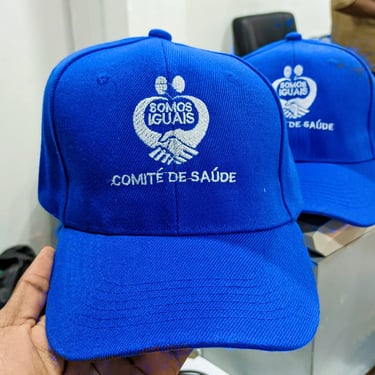 SOMOS
IGUAIS
COMITÉ DE SAÚDE
SOMOS
IGUAIS
COMITÉ DE SAÚDE